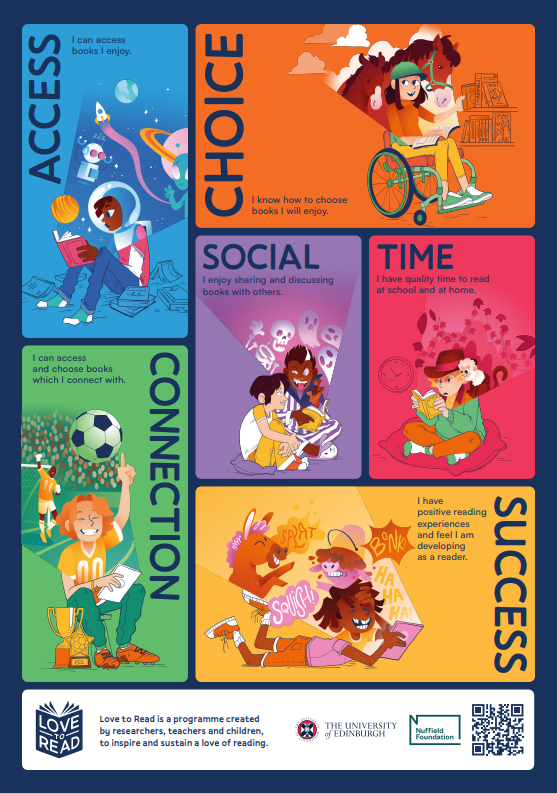 ACCESS
I can access
books I enjoy.
CHOICE
I know how to choose
books I will enjoy.
SOCIAL
I enjoy sharing and discussing
books with others.
TIME
I have quality time to read
at school and at home.
I can access
and choose books
which I connect with.
CONNECTION
I have
positive reading
experiences
and feel I am
developing
as a reader.
SUCCESS
SPLAT
BONK!
SQUISH!
HA
HA
HA!
LOVE
TO
READ
Love to Read is a programme created
by researchers, teachers and children,
to inspire and sustain a love of reading.
THE UNIVERSITY
of EDINBURGH
Nuffield
Foundation